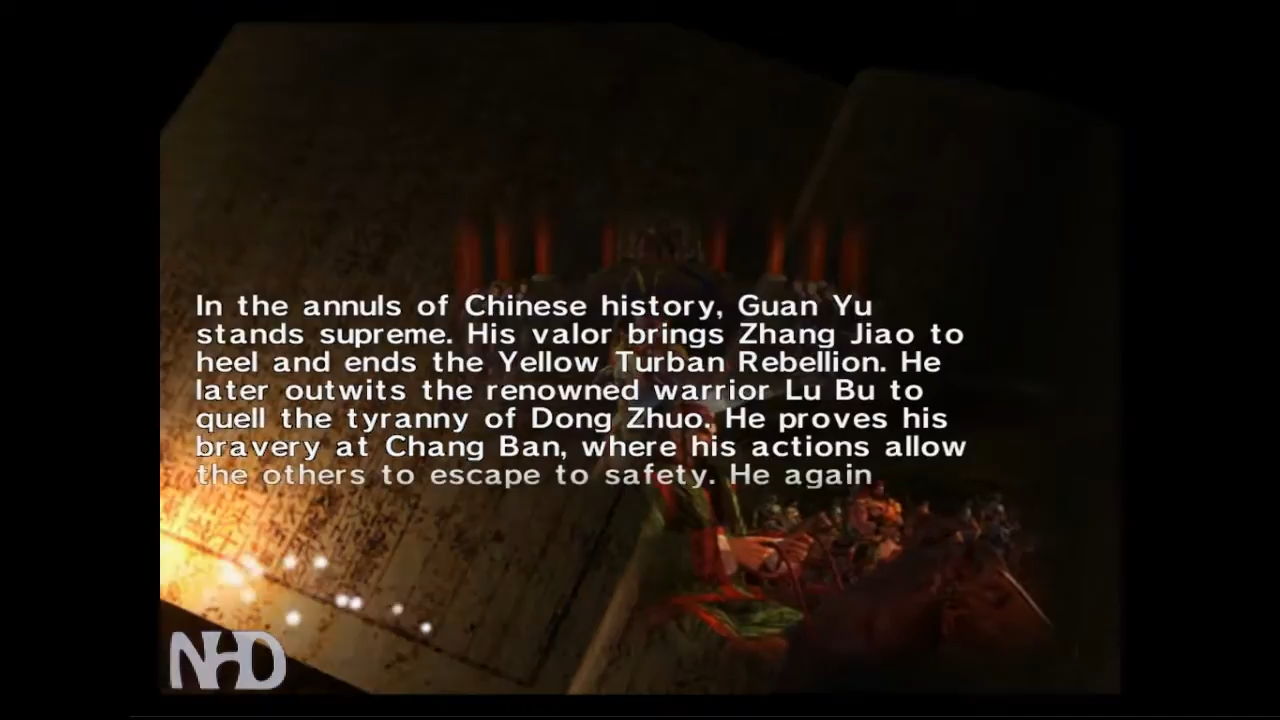 In the annuls of Chinese history, Guan Yu
stands supreme. His valor brings Zhang Jiao to
heel and ends the Yellow Turban Rebellion. He
later outwits the renowned warrior Lu Bu to
quell the tyranny of Dong Zhuo. He proves his
bravery at Chang Ban, where his actions allow
the others to escape to safety. He again
NHD